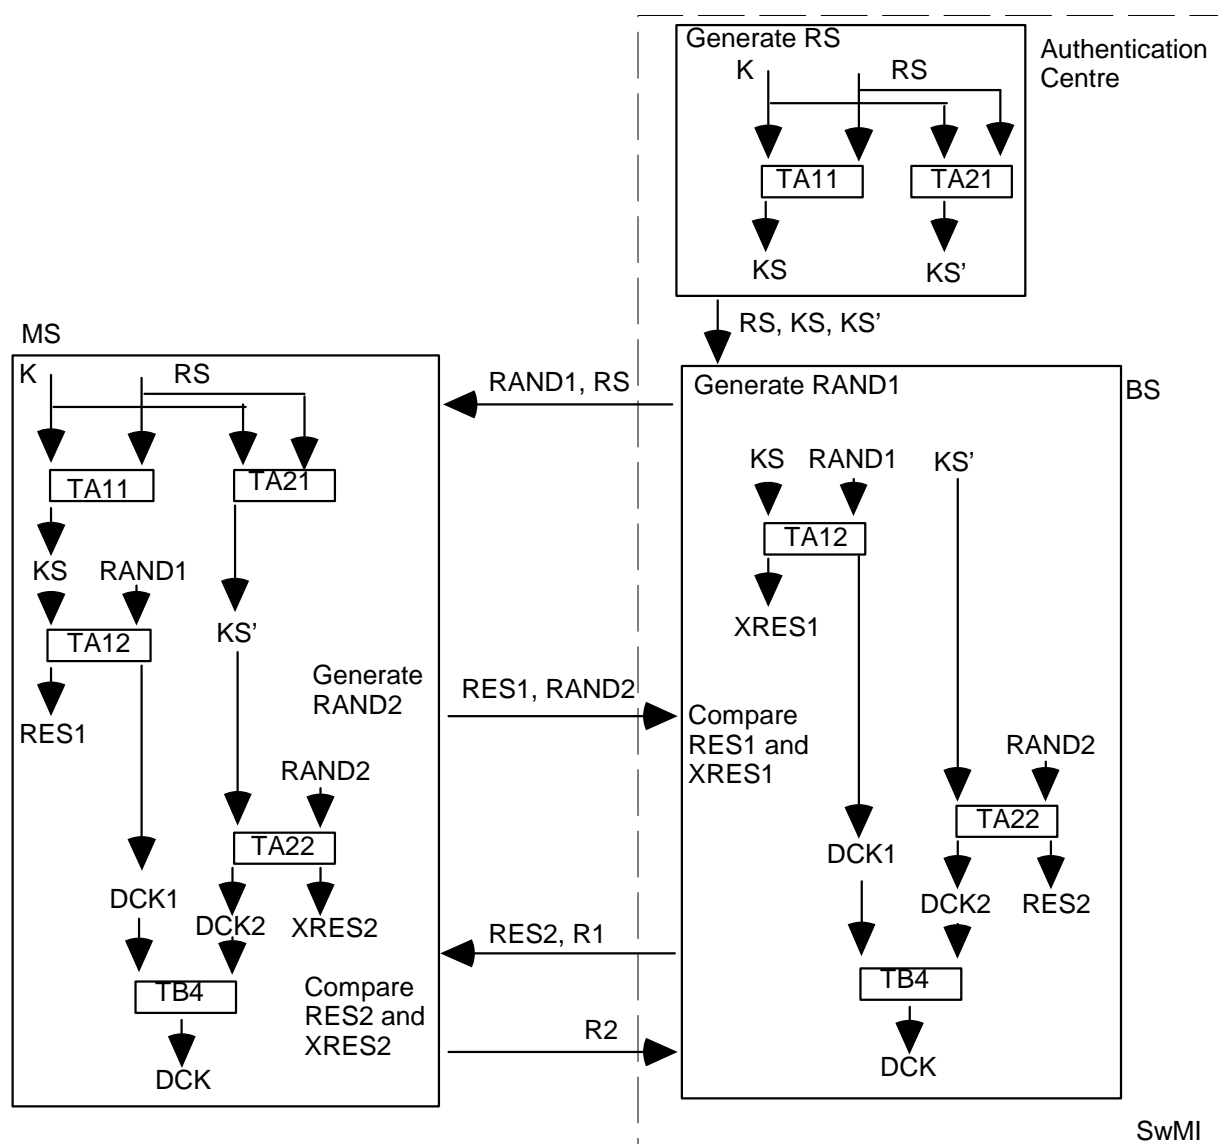 Generate RS
Authentication
Centre
K
RS
TA11
TA21
KS
KS'
RS, KS, KS’
MS
K
RS
RAND1, RS
Generate RAND1
BS
TA11
TA21
KS
RAND1
KS’
TA12
KS
RAND1
KS'
TA12
XRES1
RES1
Generate
RAND2
RES1, RAND2
Compare
RES1 and
XRES1
RAND2
RAND2
TA22
TA22
DCK1
DCK1
DCK2
XRES2
DCK2
RES2
RES2, R1
TB4
TB4
Compare
RES2 and
XRES2
R2
DCK
DCK
SwMI